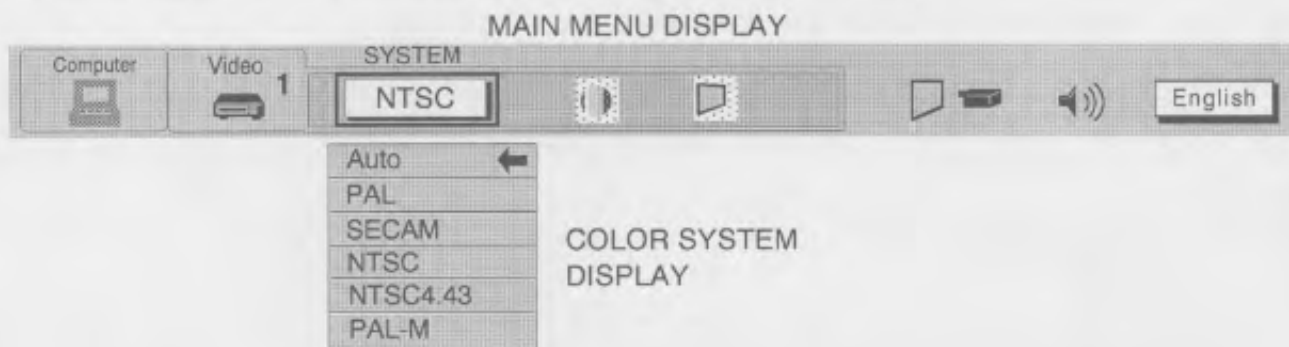 MAIN MENU DISPLAY
Computer
Video 1
SYSTEM
NTSC
English
Auto
PAL
SECAM
NTSC
NTSC4.43
PAL-M
COLOR SYSTEM
DISPLAY